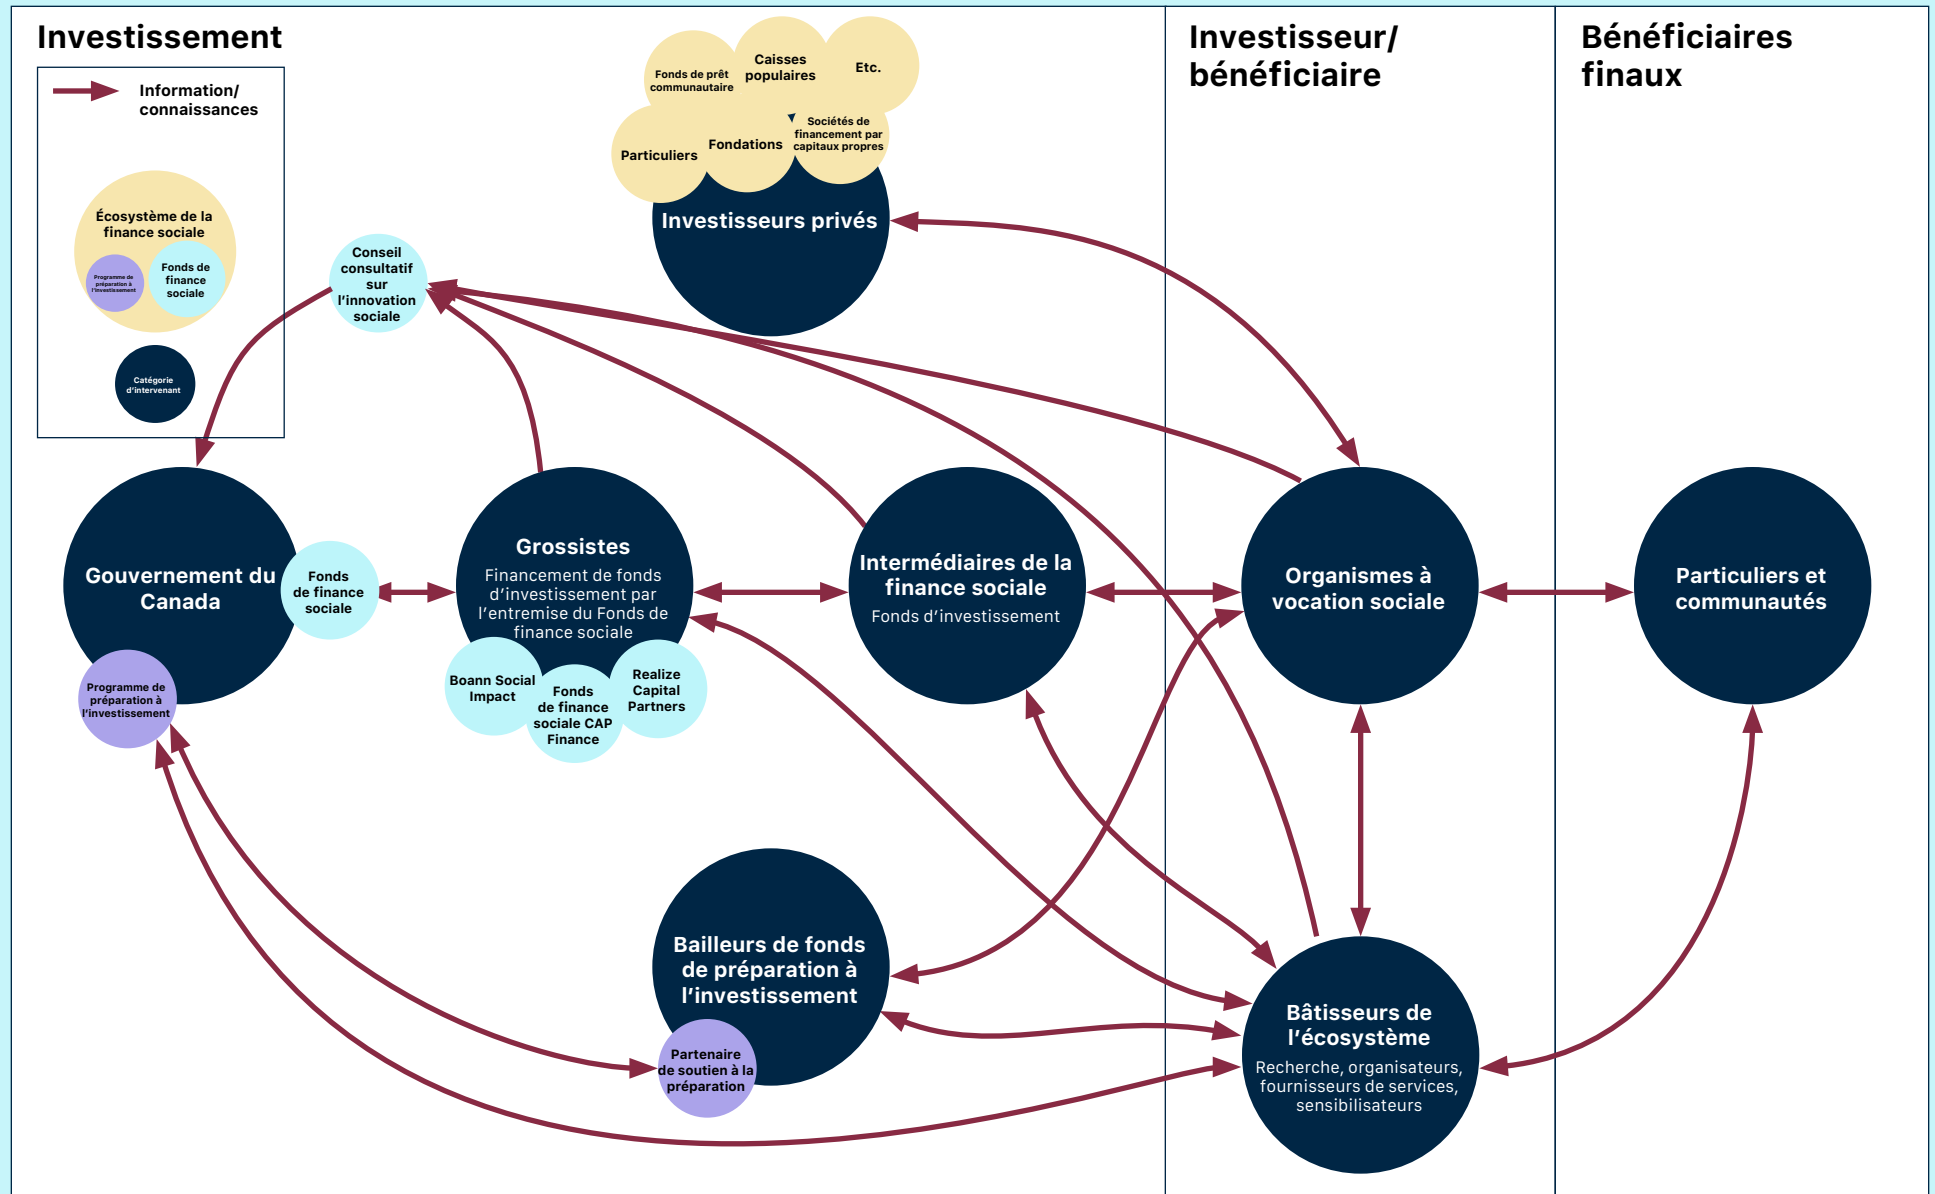 Investissement
Information/
connaissances
Écosystème de la
finance sociale
Programme de
préparation à
l’investissement
Fonds de
finance
sociale
Catégorie
d’intervenant
Conseil
consultatif
sur
l’innovation
sociale
Fonds de prêt
communautaire
Caisses
populaires
Etc.
Particuliers
Fondations
Sociétés de
financement par
capitaux propres
Investisseurs privés
Investisseur/
bénéficiaire
Bénéficiaires
finaux
Gouvernement du
Canada
Fonds
de finance
sociale
Programme de
préparation à
l’investissement
Grossistes
Financement de fonds
d’investissement par
l’entremise du Fonds de
finance sociale
Boann Social
Impact
Fonds
de finance
sociale CAP
Finance
Realize
Capital
Partners
Intermédiaires de la
finance sociale
Fonds d’investissement
Organismes à
vocation sociale
Particuliers et
communautés
Bailleurs de fonds
de préparation à
l’investissement
Partenaire
de soutien à la
préparation
Bâtisseurs de
l’écosystème
Recherche, organisateurs,
fournisseurs de services,
sensibilisateurs